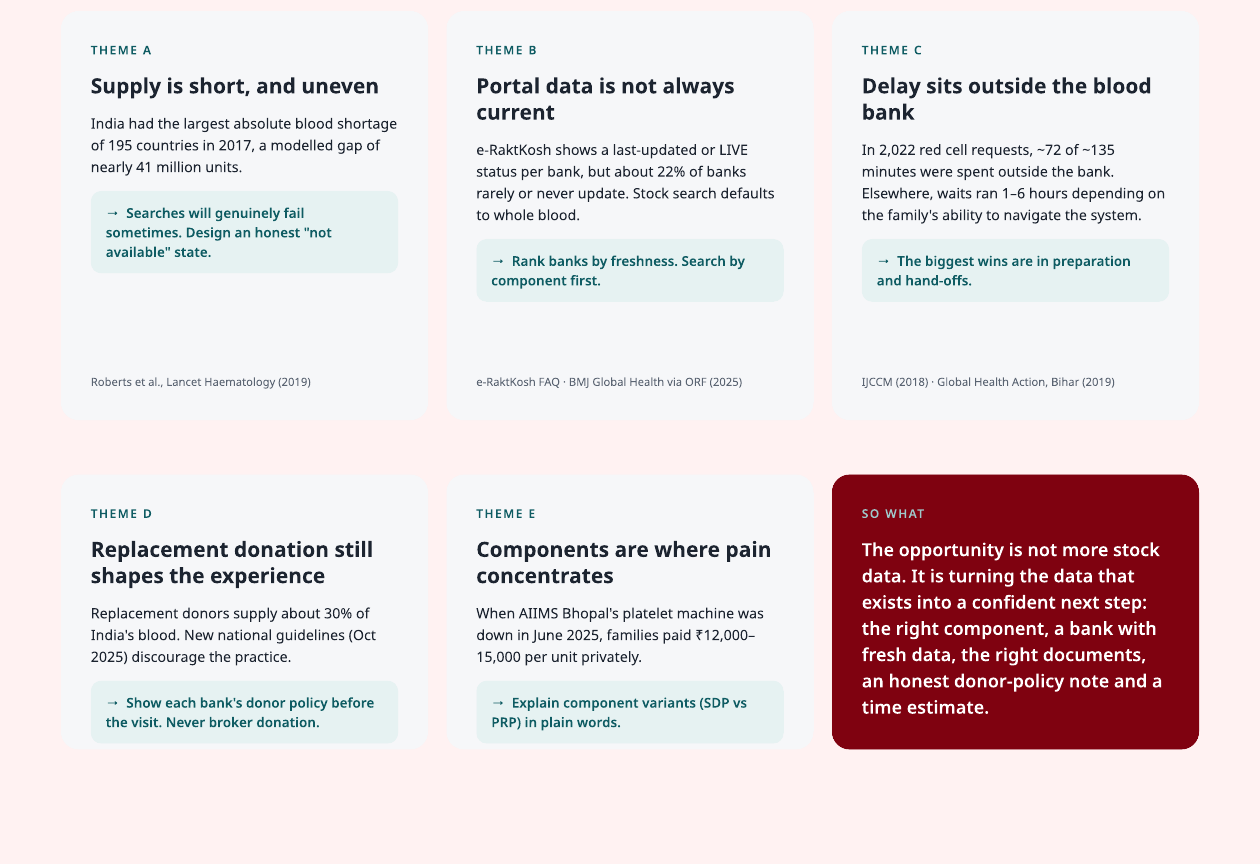 THEME A
Supply is short, and uneven
India had the largest absolute blood shortage
of 195 countries in 2017, a modelled gap of
nearly 41 million units.
→ Searches will genuinely fail
sometimes. Design an honest "not
available" state.
Roberts et al., Lancet Haematology (2019)
THEME B
Portal data is not always
current
e-RaktKosh shows a last-updated or LIVE
status per bank, but about 22% of banks
rarely or never update. Stock search defaults
to whole blood.
→ Rank banks by freshness. Search by
component first.
e-RaktKosh FAQ · BMJ Global Health via ORF (2025)
THEME C
Delay sits outside the blood
bank
In 2,022 red cell requests, ~72 of ~135
minutes were spent outside the bank.
Elsewhere, waits ran 1–6 hours depending on
the family's ability to navigate the system.
→ The biggest wins are in preparation
and hand-offs.
IJCCM (2018) · Global Health Action, Bihar (2019)
THEME D
Replacement donation still
shapes the experience
Replacement donors supply about 30% of
India's blood. New national guidelines (Oct
2025) discourage the practice.
→ Show each bank's donor policy before
the visit. Never broker donation.
THEME E
Components are where pain
concentrates
When AIIMS Bhopal's platelet machine was
down in June 2025, families paid ₹12,000–
15,000 per unit privately.
→ Explain component variants (SDP vs
PRP) in plain words.
SO WHAT
The opportunity is not more stock
data. It is turning the data that
exists into a confident next step:
the right component, a bank with
fresh data, the right documents,
an honest donor-policy note and a
time estimate.